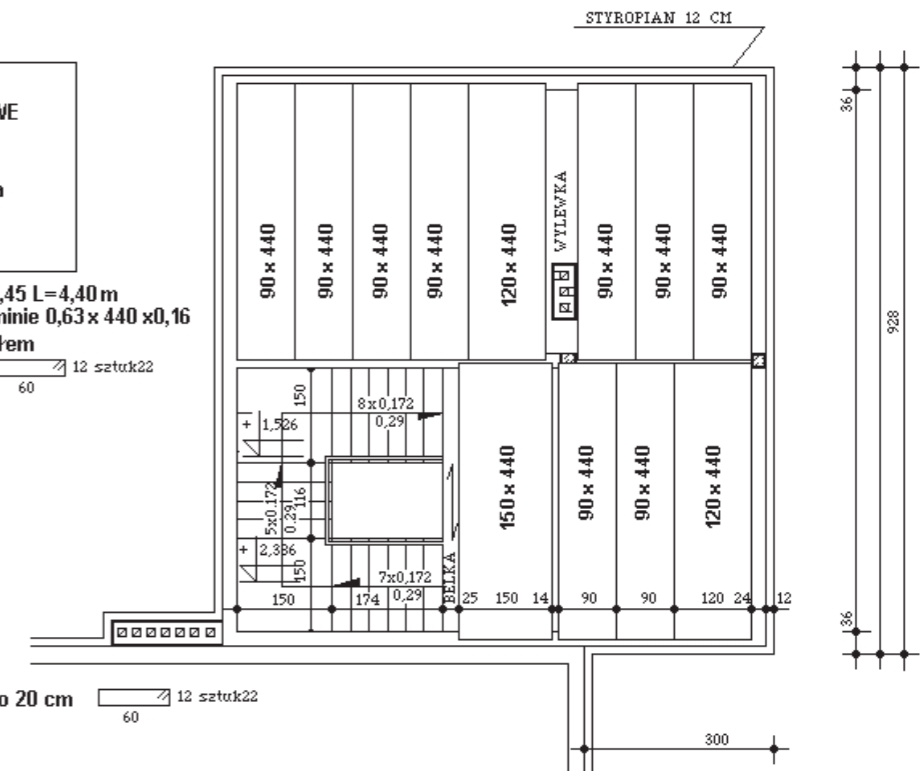 STYROPIAN 12 CM
WE
,45 L=4,40 m
minie 0,63 x 440 x0,16
łem
12 sztuk22
60
90 x 440
90 x 440
90 x 440
90 x 440
120 x 440
WYLEWKA
90 x 440
90 x 440
90 x 440
36
928
36
150
8x0,172
0,29
+ 1,526
5x0.172
0.29
116
+ 2,386
150
7x0,172
0,29
BELKA
150 x 440
90 x 440
90 x 440
120 x 440
150
174
25
150
14
90
90
120
24
12
o 20 cm
12 sztuk22
60
300